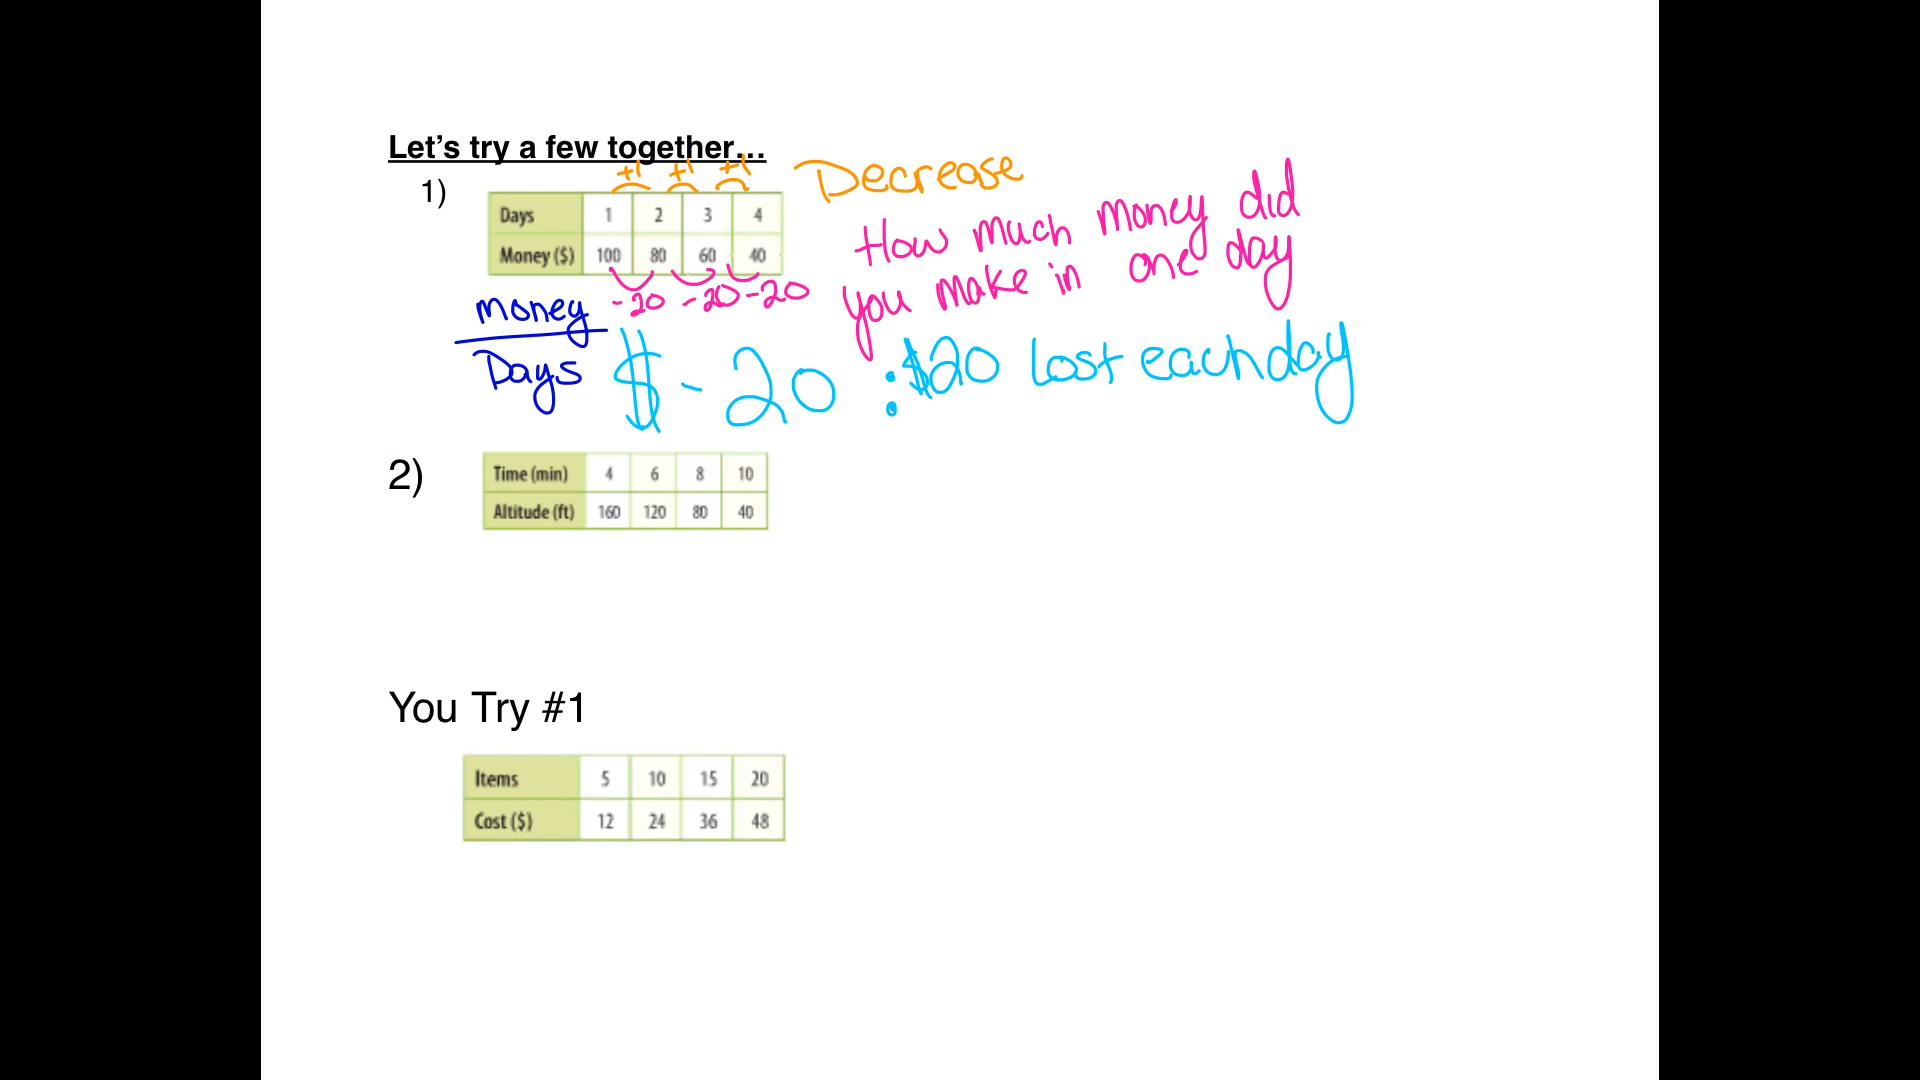 Let's try a few together...
+1 +1 +1
Decrease
1)
Days 1 2 3 4
Money ($) 100 80 60 40
-20 -20 -20
How much money did
you make in one day
money
Days
$ -20 : $20 lost each day
2)
Time (min) 4 6 8 10
Altitude (ft) 160 120 80 40
You Try #1
Items 5 10 15 20
Cost ($) 12 24 36 48